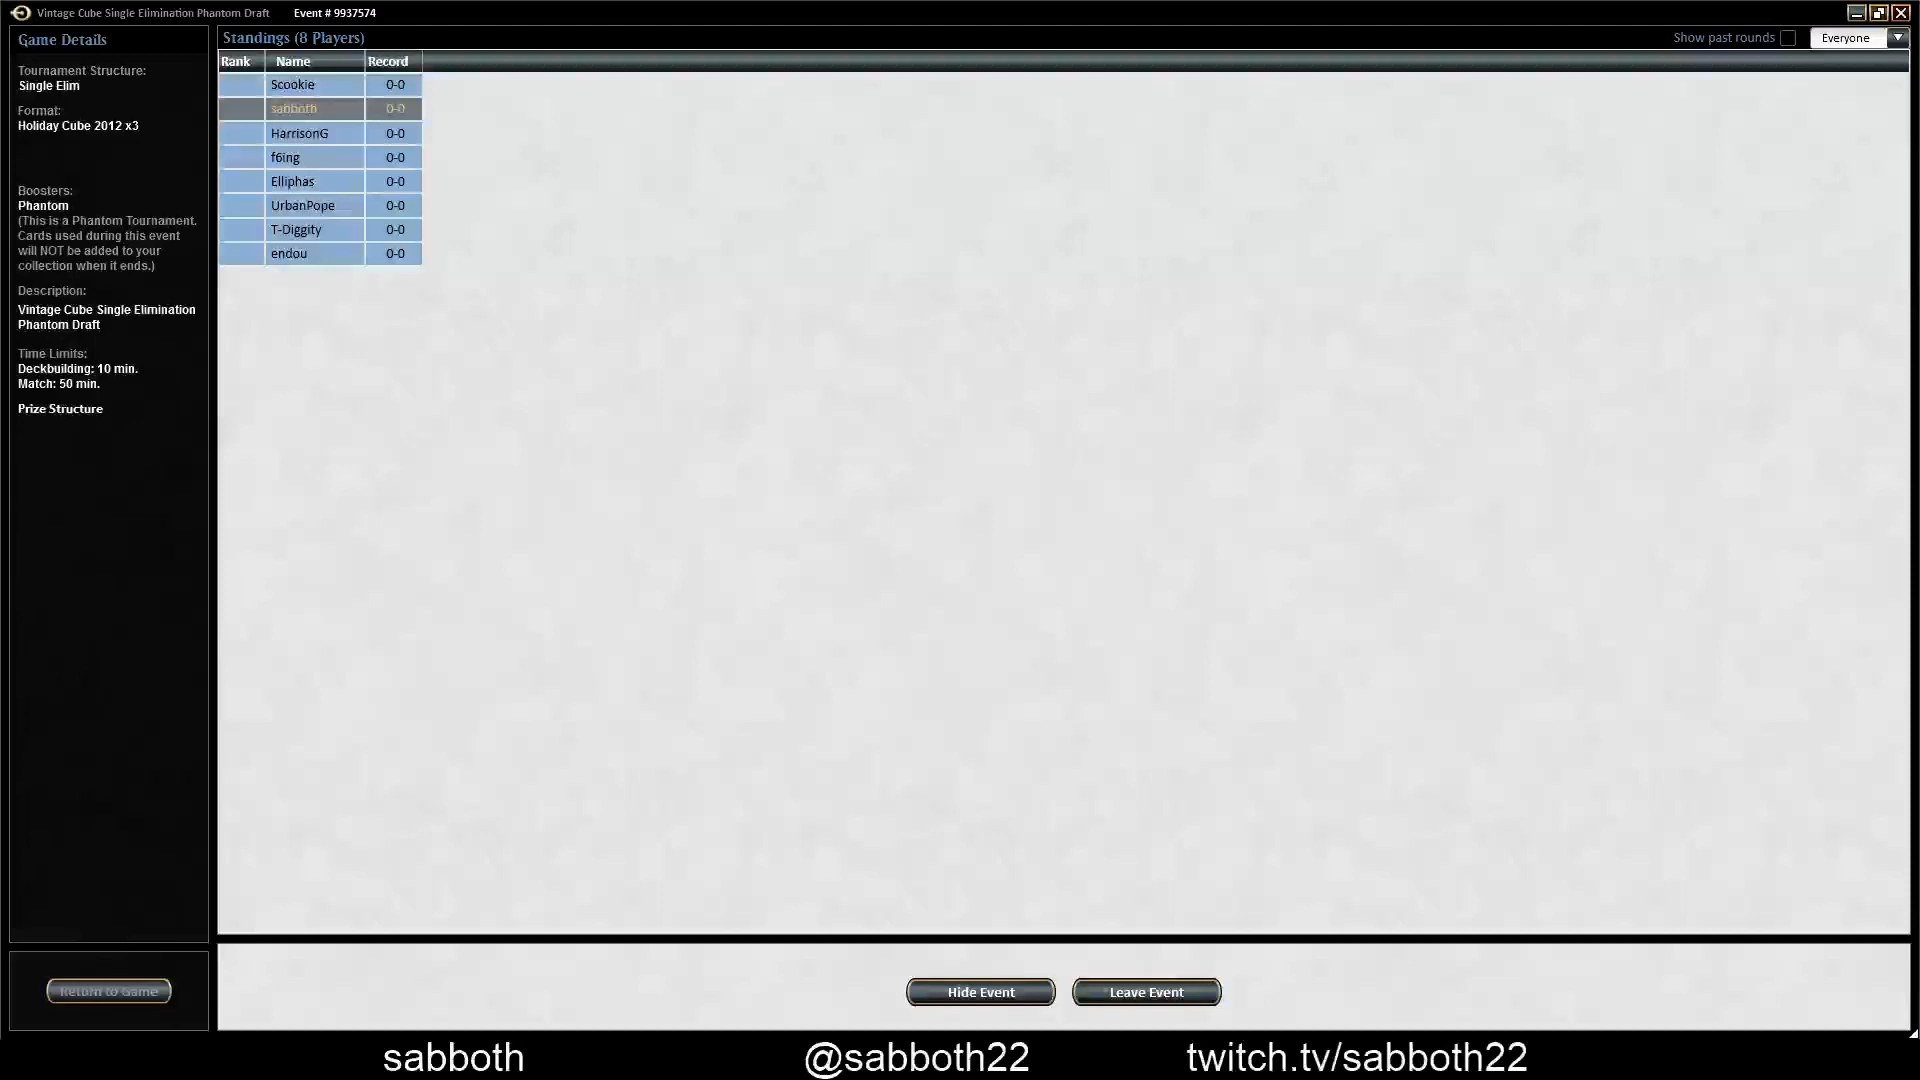 Vintage Cube Single Elimination Phantom Draft Event # 9937574
Game Details
Tournament Structure:
Single Elim
Format:
Holiday Cube 2012 x3
Boosters:
Phantom
(This is a Phantom Tournament.
Cards used during this event
will NOT be added to your
collection when it ends.)
Description:
Vintage Cube Single Elimination
Phantom Draft
Time Limits:
Deckbuilding: 10 min.
Match: 50 min.
Prize Structure
Return to Game
Standings (8 Players) Show past rounds Everyone
Rank Name Record
Scookie 0-0
sabboth 0-0
HarrisonG 0-0
f6ing 0-0
Elliphas 0-0
UrbanPope 0-0
T-Diggity 0-0
endou 0-0
Hide Event Leave Event
sabboth @sabboth22 twitch.tv/sabboth22